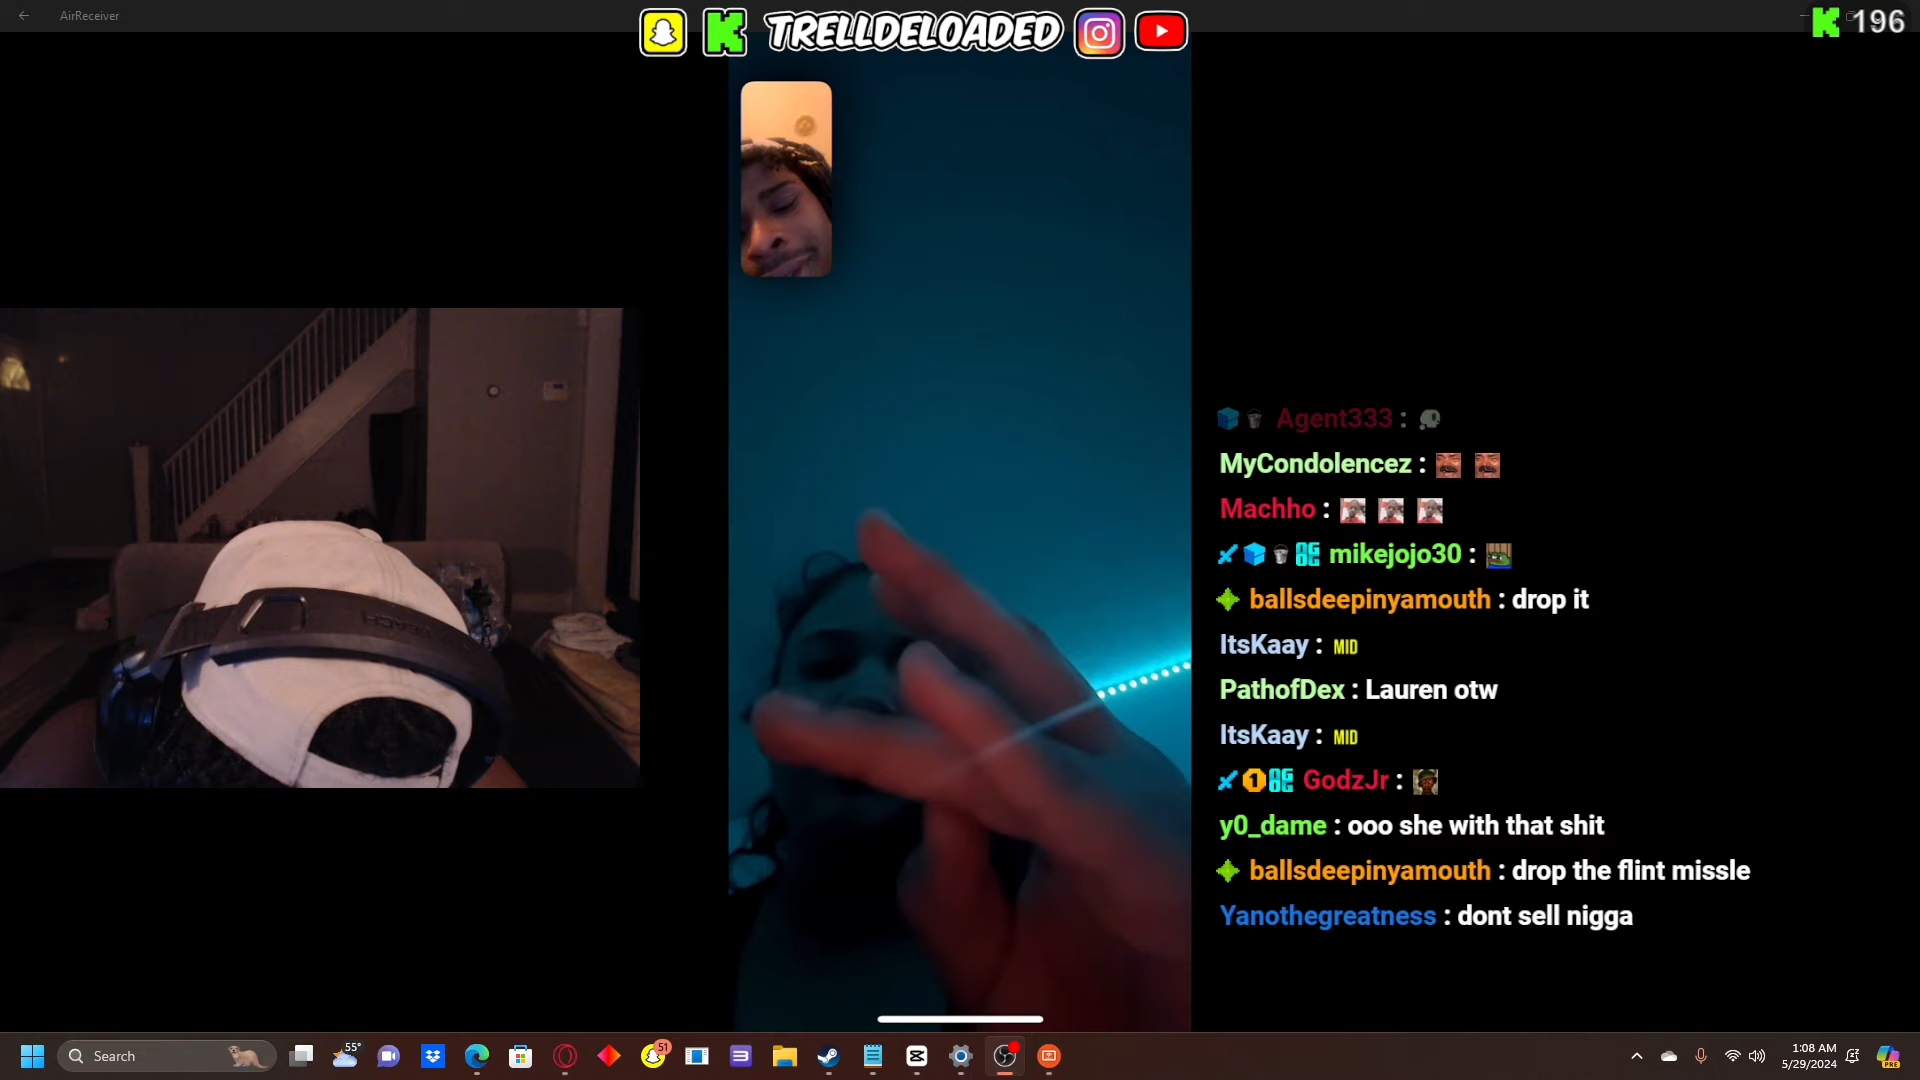 AirReceiver
TRELLDELOADED
196
Agent333 :
MyCondolencez :
Machho :
mikejojo30 :
ballsdeepinyamouth : drop it
ItsKaay : MID
PathofDex : Lauren otw
ItsKaay : MID
GodzJr :
y0_dame : ooo she with that shit
ballsdeepinyamouth : drop the flint missle
Yanothegreatness : dont sell nigga
Search
55°
51
1:08 AM
5/29/2024
PRE